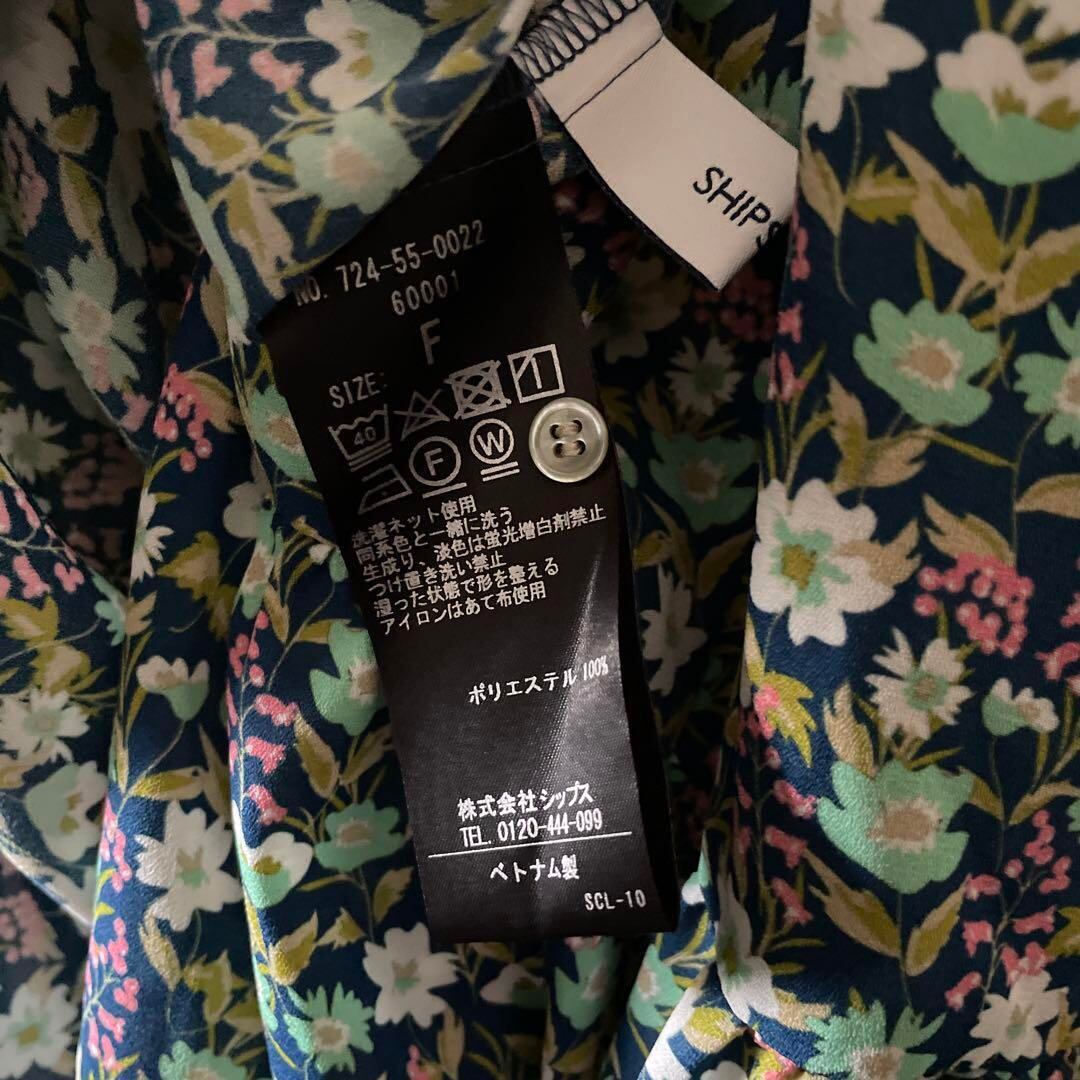 SHIPS
NO. 724-55-0022
60001
SIZE: F
40
F
W
洗濯ネット使用
同系色と一緒に洗う
生成り、淡色は蛍光増白剤禁止
つけ置き洗い禁止
湿った状態で形を整える
アイロンはあて布使用
ポリエステル 100%
株式会社シップス
TEL. 0120-444-099
ベトナム製
SCL-10